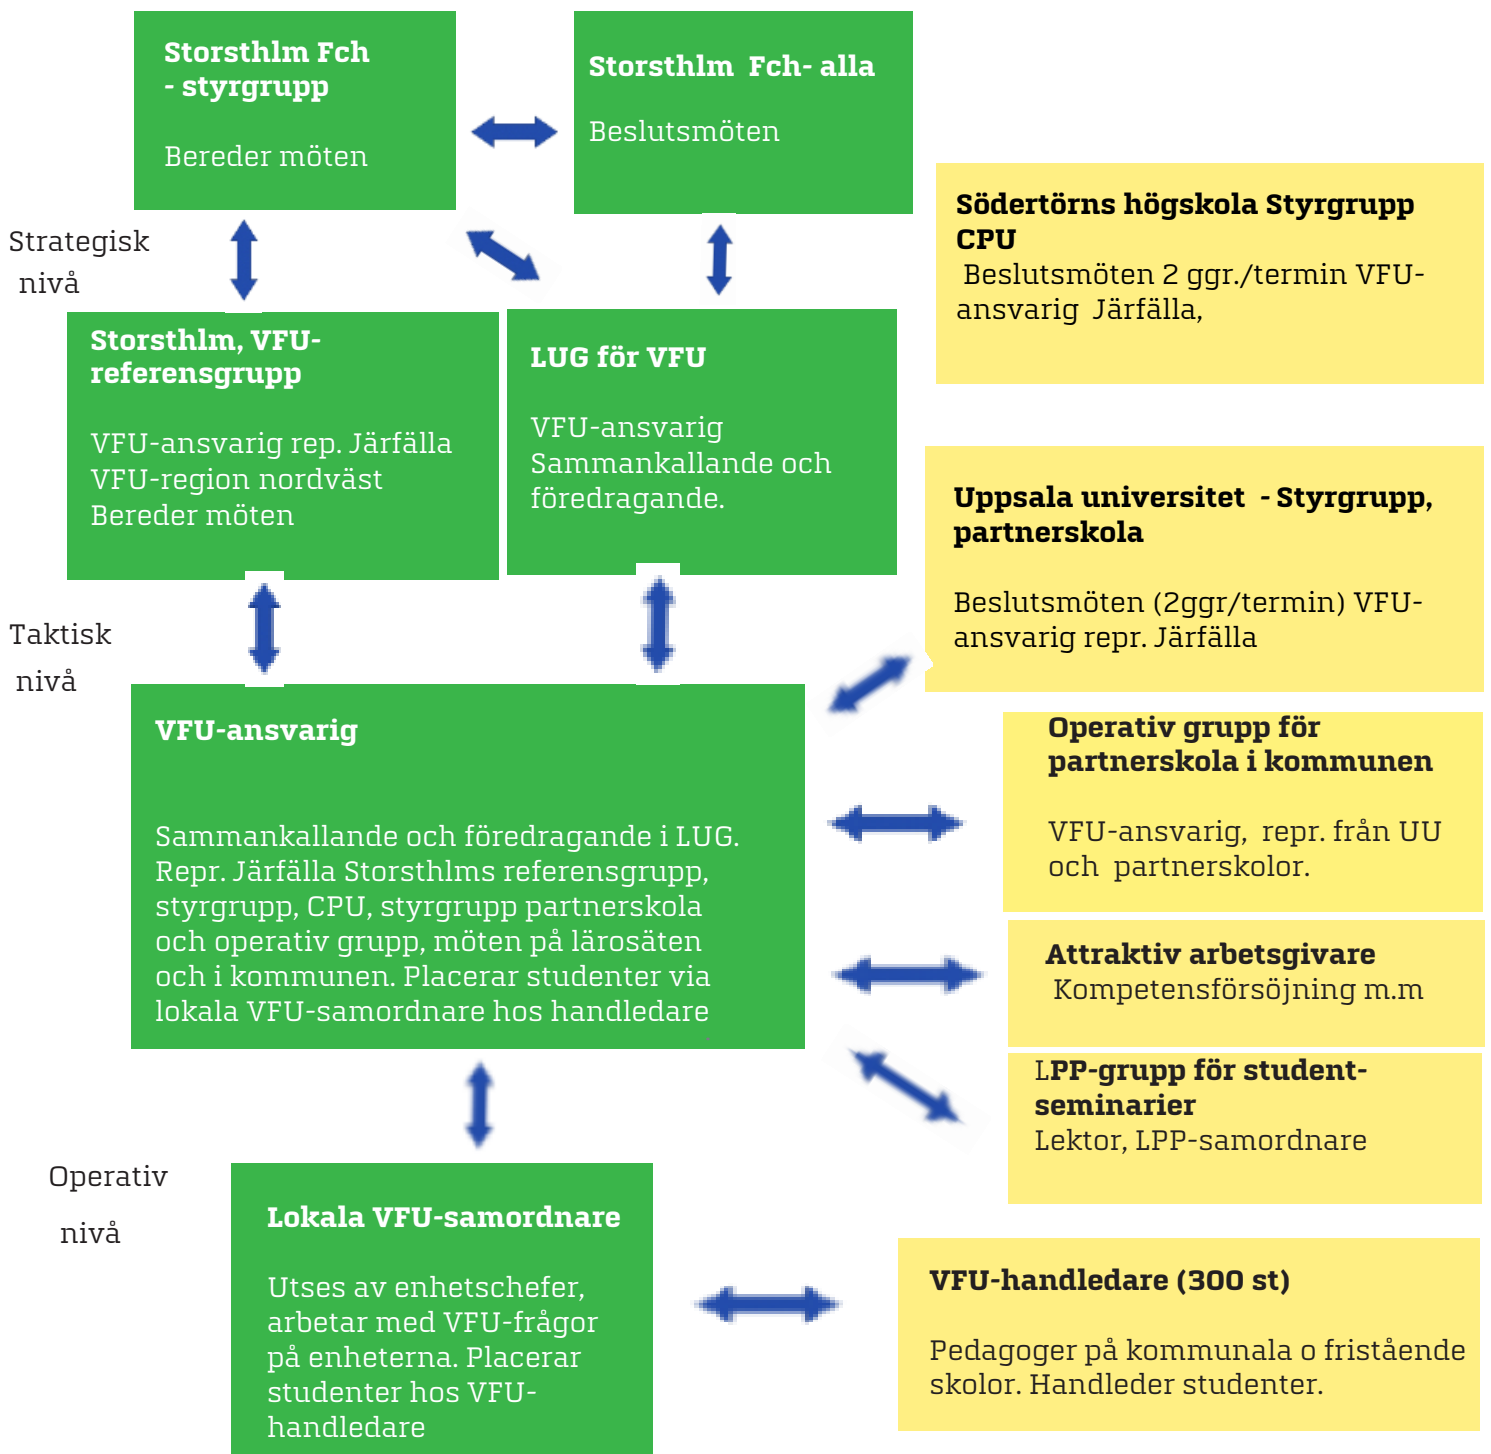 Storsthlm Fch
- styrgrupp
Bereder möten
Storsthlm  Fch- alla
Beslutsmöten
Södertörns högskola Styrgrupp
CPU
Beslutsmöten 2 ggr./termin VFU-
ansvarig  Järfälla,
Strategisk
nivå
Storsthlm, VFU-
referensgrupp
VFU-ansvarig rep. Järfälla
VFU-region nordväst
Bereder möten
LUG för VFU
VFU-ansvarig
Sammankallande och
föredragande.
Uppsala universitet  - Styrgrupp,
partnerskola
Beslutsmöten (2ggr/termin) VFU-
ansvarig repr. Järfälla
Taktisk
nivå
VFU-ansvarig
Sammankallande och föredragande i LUG.
Repr. Järfälla Storsthlms referensgrupp,
styrgrupp, CPU, styrgrupp partnerskola
och operativ grupp, möten på lärosäten
och i kommunen. Placerar studenter via
lokala VFU-samordnare hos handledare
Operativ grupp för
partnerskola i kommunen
VFU-ansvarig,  repr. från UU
och  partnerskolor.
Attraktiv arbetsgivare
Kompetensförsöjning m.m
LPP-grupp för student-
seminarier
Lektor, LPP-samordnare
Operativ
nivå
Lokala VFU-samordnare
Utses av enhetschefer,
arbetar med VFU-frågor
på enheterna. Placerar
studenter hos VFU-
handledare
VFU-handledare (300 st)
Pedagoger på kommunala o fristående
skolor. Handleder studenter.